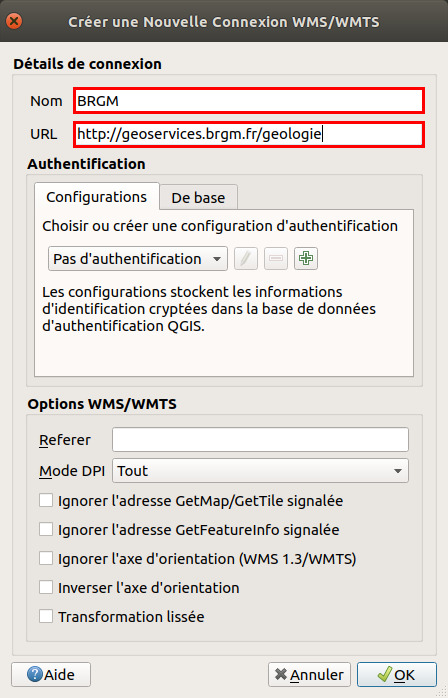 Créer une Nouvelle Connexion WMS/WMTS
Détails de connexion
Nom BRGM
URL http://geoservices.brgm.fr/geologie
Authentification
Configurations De base
Choisir ou créer une configuration d'authentification
Pas d'authentification
Les configurations stockent les informations
d'identification cryptées dans la base de données
d'authentification QGIS.
Options WMS/WMTS
Referer
Mode DPI Tout
Ignorer l'adresse GetMap/GetTile signalée
Ignorer l'adresse GetFeatureInfo signalée
Ignorer l'axe d'orientation (WMS 1.3/WMTS)
Inverser l'axe d'orientation
Transformation lissée
Aide Annuler OK